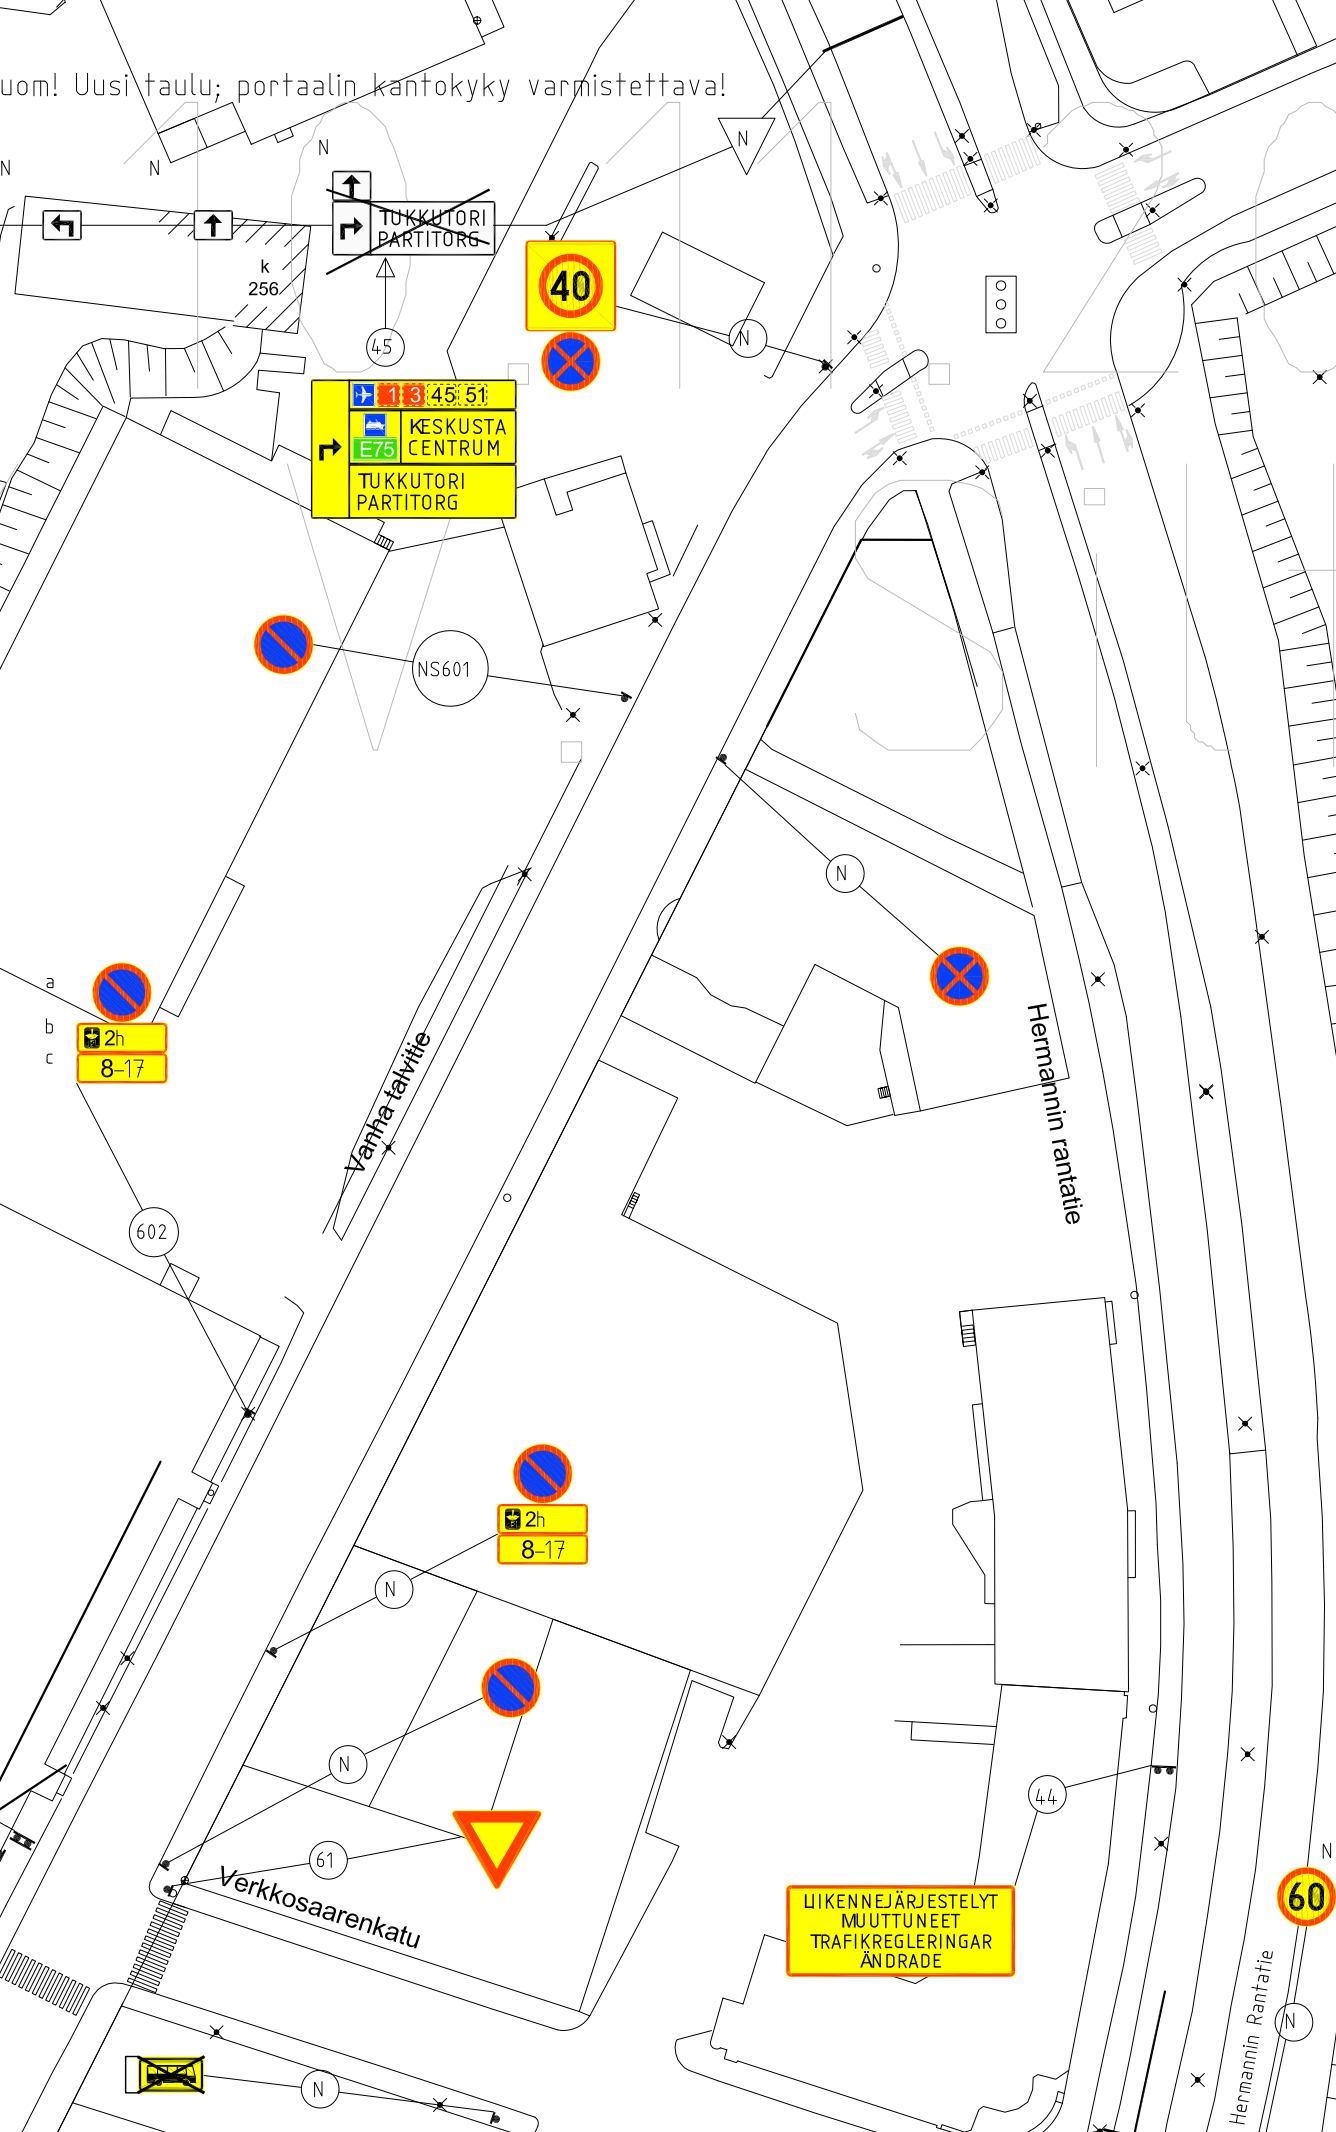 uom! Uusi taulu; portaalin kantokyky varmistettava!
N
N
N
N
TUKKUTORI
PARTITORG
k
256
40
45
N
1 3 45 51
KESKUSTA
CENTRUM
E75
TUKKUTORI
PARTITORG
NS601
N
a
b
2h
c
8-17
Vanha talvitie
Hermannin rantatie
602
2h
8-17
N
N
44
61
Verkkosaarenkatu
LIIKENNEJÄRJESTELYT
MUUTTUNEET
TRAFIKREGLERINGAR
ÄNDRADE
N
60
Hermannin Rantatie
N
N